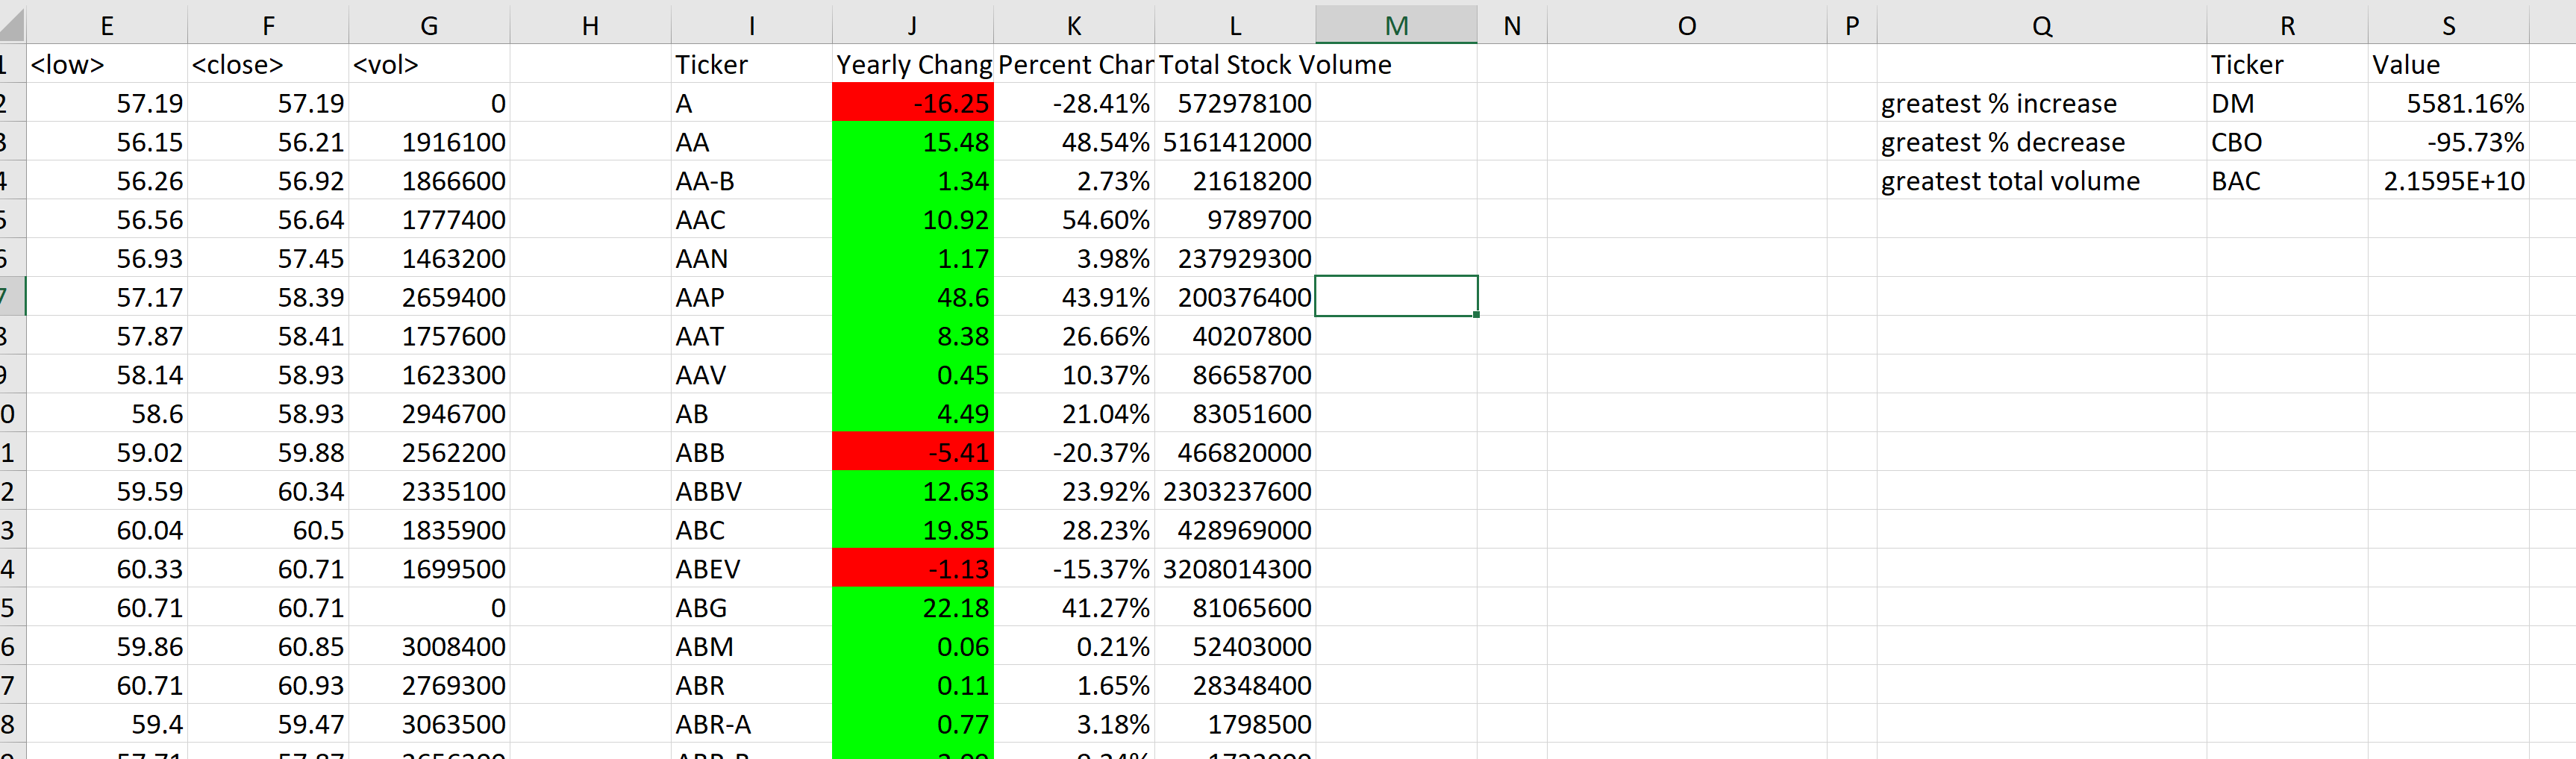 E F G H I J K L M N O P Q R S
1 <low> <close> <vol> Ticker Yearly Chang Percent Char Total Stock Volume Ticker Value
2 57.19 57.19 0 A -16.25 -28.41% 572978100 greatest % increase DM 5581.16%
3 56.15 56.21 1916100 AA 15.48 48.54% 5161412000 greatest % decrease CBO -95.73%
4 56.26 56.92 1866600 AA-B 1.34 2.73% 21618200 greatest total volume BAC 2.1595E+10
5 56.56 56.64 1777400 AAC 10.92 54.60% 9789700
6 56.93 57.45 1463200 AAN 1.17 3.98% 237929300
7 57.17 58.39 2659400 AAP 48.6 43.91% 200376400
8 57.87 58.41 1757600 AAT 8.38 26.66% 40207800
9 58.14 58.93 1623300 AAV 0.45 10.37% 86658700
0 58.6 58.93 2946700 AB 4.49 21.04% 83051600
1 59.02 59.88 2562200 ABB -5.41 -20.37% 466820000
2 59.59 60.34 2335100 ABBV 12.63 23.92% 2303237600
3 60.04 60.5 1835900 ABC 19.85 28.23% 428969000
4 60.33 60.71 1699500 ABEV -1.13 -15.37% 3208014300
5 60.71 60.71 0 ABG 22.18 41.27% 81065600
6 59.86 60.85 3008400 ABM 0.06 0.21% 52403000
7 60.71 60.93 2769300 ABR 0.11 1.65% 28348400
8 59.4 59.47 3063500 ABR-A 0.77 3.18% 1798500